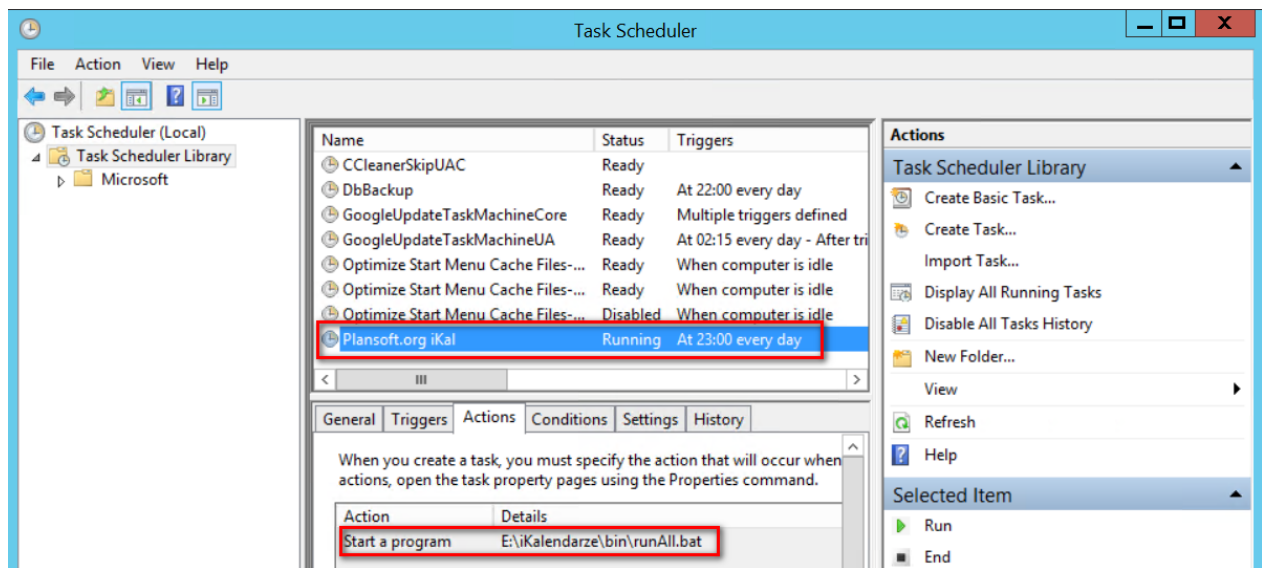 Task Scheduler
File Action View Help
Task Scheduler (Local)
Task Scheduler Library
Microsoft
Name Status Triggers
CCleanerSkipUAC Ready
DbBackup Ready At 22:00 every day
GoogleUpdateTaskMachineCore Ready Multiple triggers defined
GoogleUpdateTaskMachineUA Ready At 02:15 every day - After tri
Optimize Start Menu Cache Files-... Ready When computer is idle
Optimize Start Menu Cache Files-... Ready When computer is idle
Optimize Start Menu Cache Files-... Disabled When computer is idle
Plansoft.org iKal Running At 23:00 every day
General Triggers Actions Conditions Settings History
When you create a task, you must specify the action that will occur when
actions, open the task property pages using the Properties command.
Action Details
Start a program E:\iKalendarze\bin\runAll.bat
Actions
Task Scheduler Library
Create Basic Task...
Create Task...
Import Task...
Display All Running Tasks
Disable All Tasks History
New Folder...
View
Refresh
Help
Selected Item
Run
End